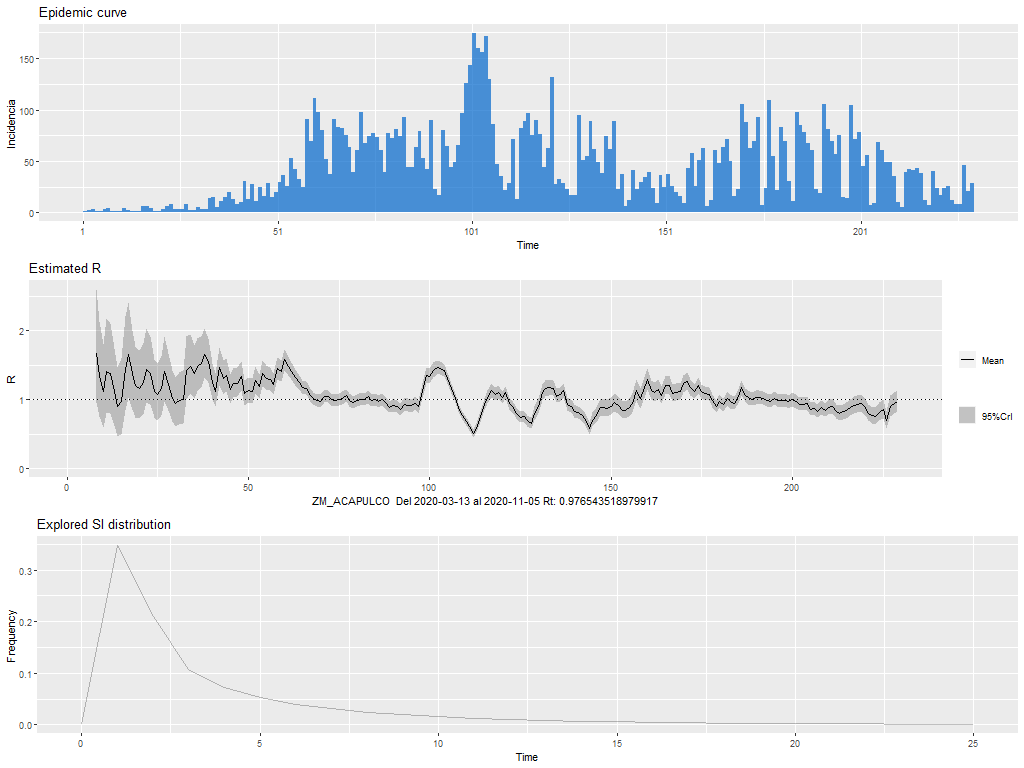 Epidemic curve
150
100
50
0
Incidencia
1 51 101 151 201
Time
Estimated R
2
1
0
R
0 50 100 150 200
ZM_ACAPULCO Del 2020-03-13 al 2020-11-05 Rt: 0.976543518979917
Mean
95%CrI
Explored SI distribution
0.3
0.2
0.1
0.0
Frequency
0 5 10 15 20 25
Time